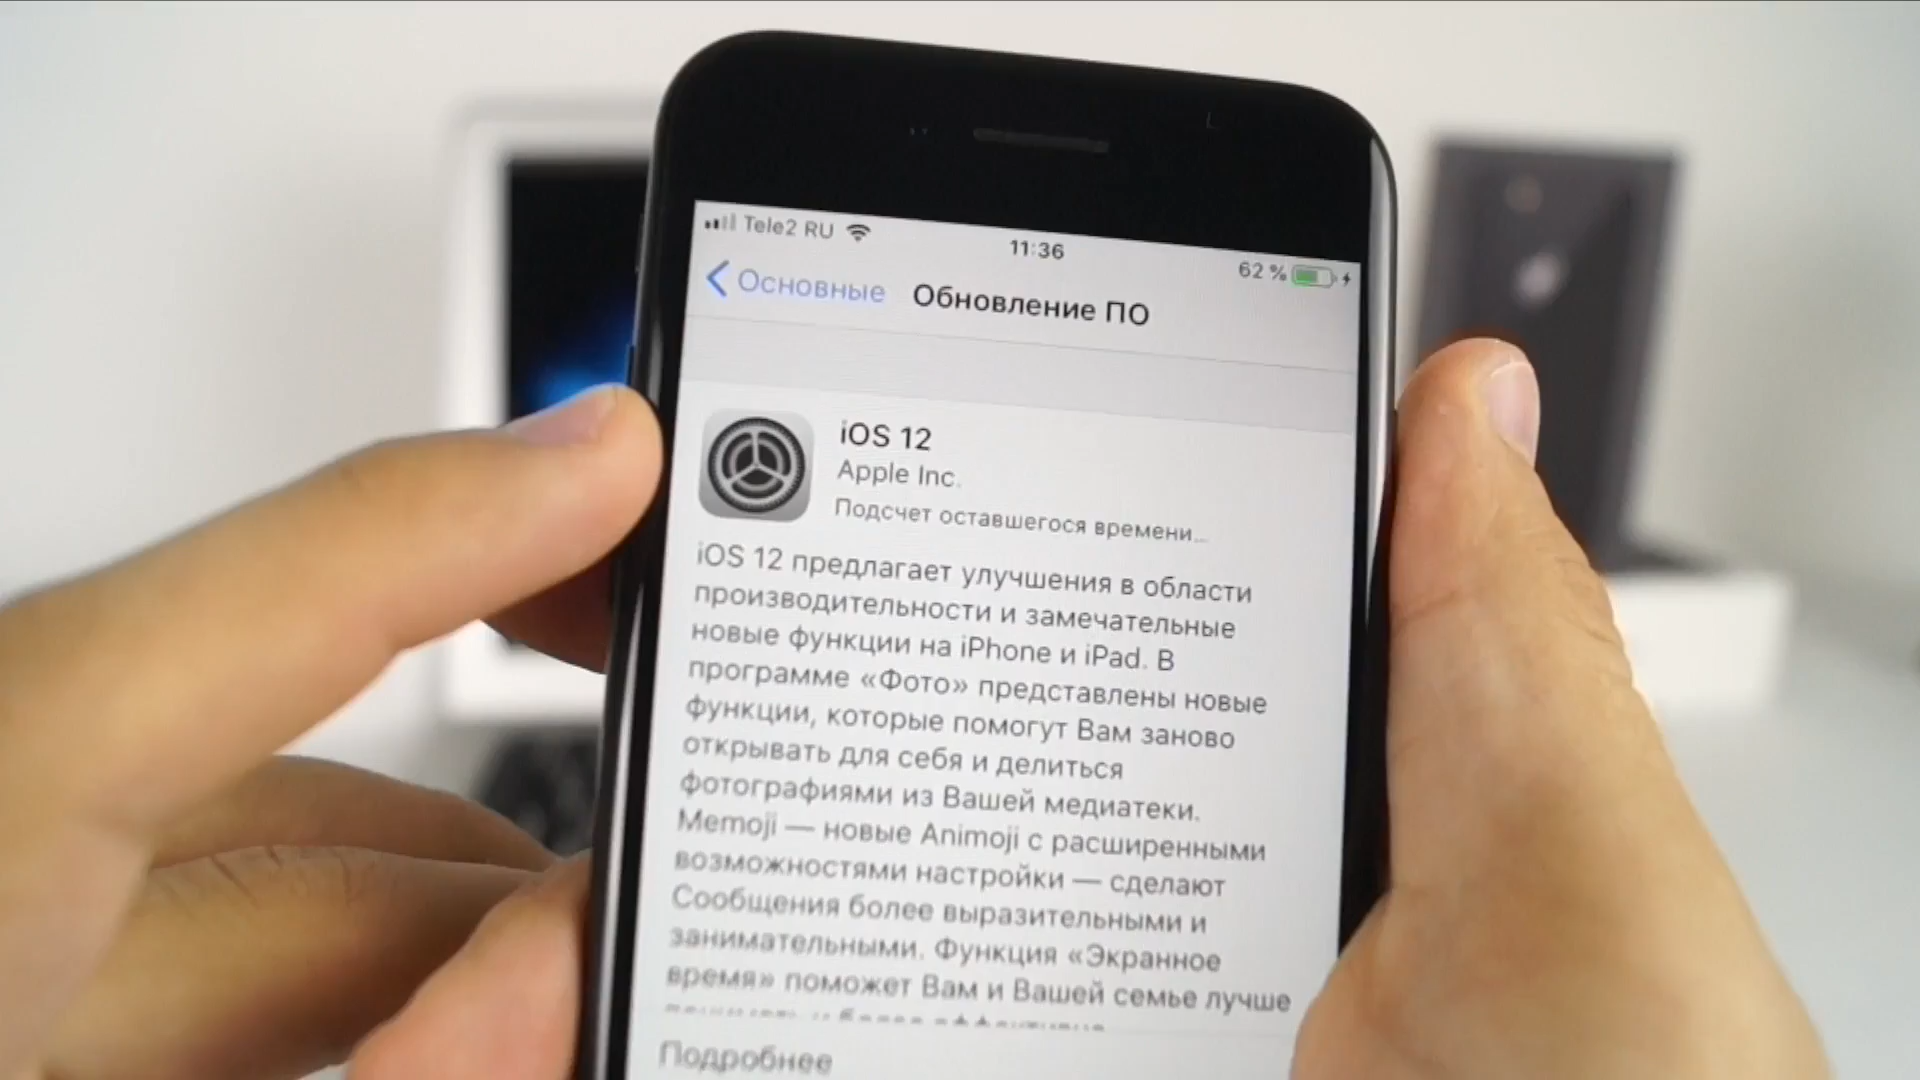 Tele2 RU
11:36
62 %
Основные
Обновление ПО
iOS 12
Apple Inc.
Подсчет оставшегося времени...
iOS 12 предлагает улучшения в области
производительности и замечательные
новые функции на iPhone и iPad. В
программе «Фото» представлены новые
функции, которые помогут Вам заново
открывать для себя и делиться
фотографиями из Вашей медиатеки.
Memoji — новые Animoji с расширенными
возможностями настройки — сделают
Сообщения более выразительными и
занимательными. Функция «Экранное
время» поможет Вам и Вашей семье лучше
Подробнее